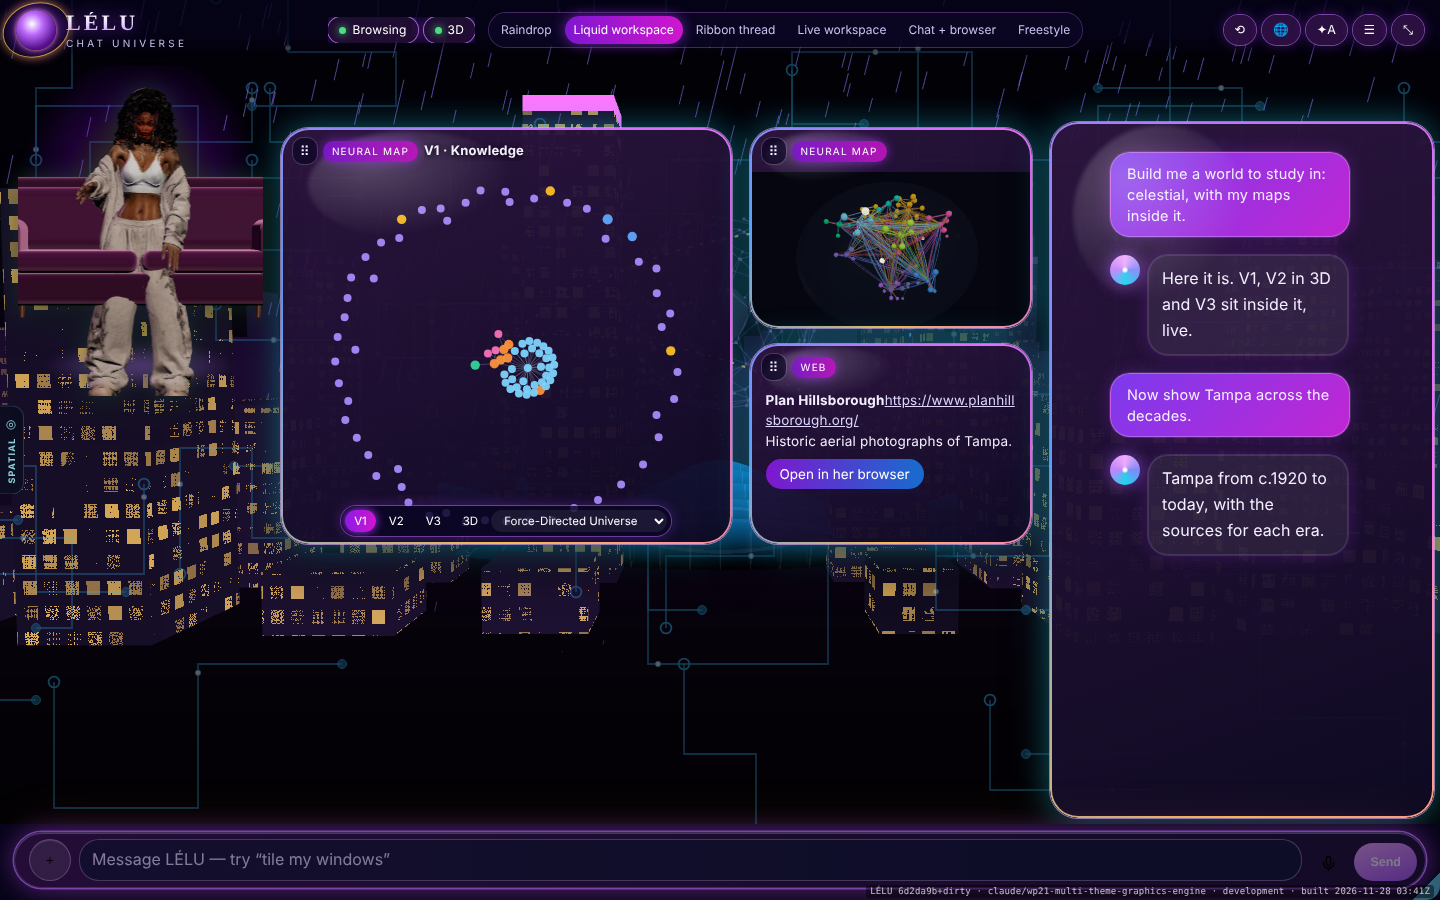 LÉLU
CHAT UNIVERSE
Browsing
3D
Raindrop
Liquid workspace
Ribbon thread
Live workspace
Chat + browser
Freestyle
A
NEURAL MAP
V1 · Knowledge
V1
V2
V3
3D
Force-Directed Universe
NEURAL MAP
WEB
Plan Hillsboroughhttps://www.planhill
sborough.org/
Historic aerial photographs of Tampa.
Open in her browser
Build me a world to study in:
celestial, with my maps
inside it.
Here it is. V1, V2 in 3D
and V3 sit inside it,
live.
Now show Tampa across the
decades.
Tampa from c.1920 to
today, with the
sources for each era.
SPATIAL
Message LÉLU — try “tile my windows”
Send
LÉLU 6d2da9b+dirty · claude/wp21-multi-theme-graphics-engine · development · built 2026-11-28 03:41Z